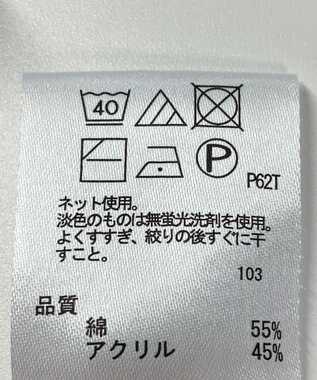 40
P
P62T
ネット使用。
淡色のものは無蛍光洗剤を使用。
よくすすぎ、絞りの後すぐに干
すこと。
103
品質
綿 55%
アクリル 45%